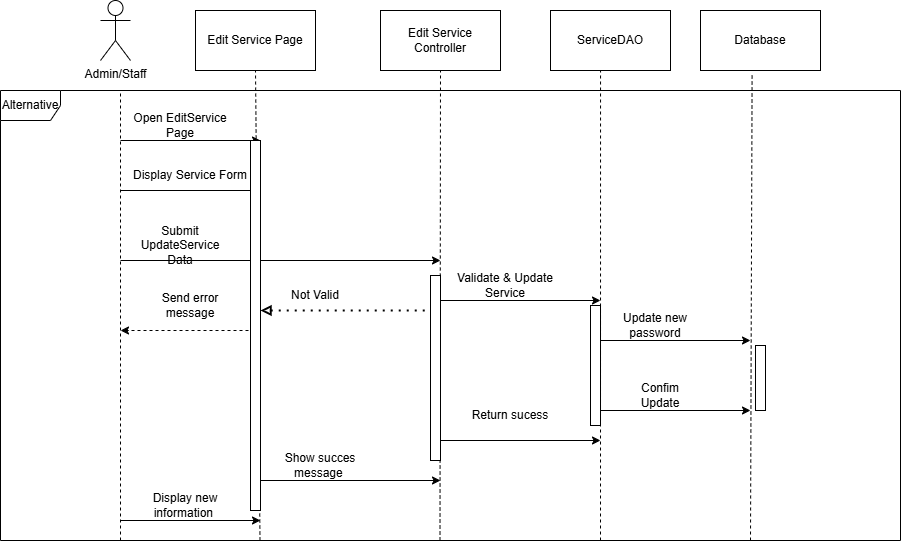 Admin/Staff
Edit Service Page
Edit Service
Controller
ServiceDAO
Database
Alternative
Open EditService
Page
Display Service Form
Submit
UpdateService
Data
Validate & Update
Service
Not Valid
Send error
message
Update new
password
Confim
Update
Return sucess
Show succes
message
Display new
information